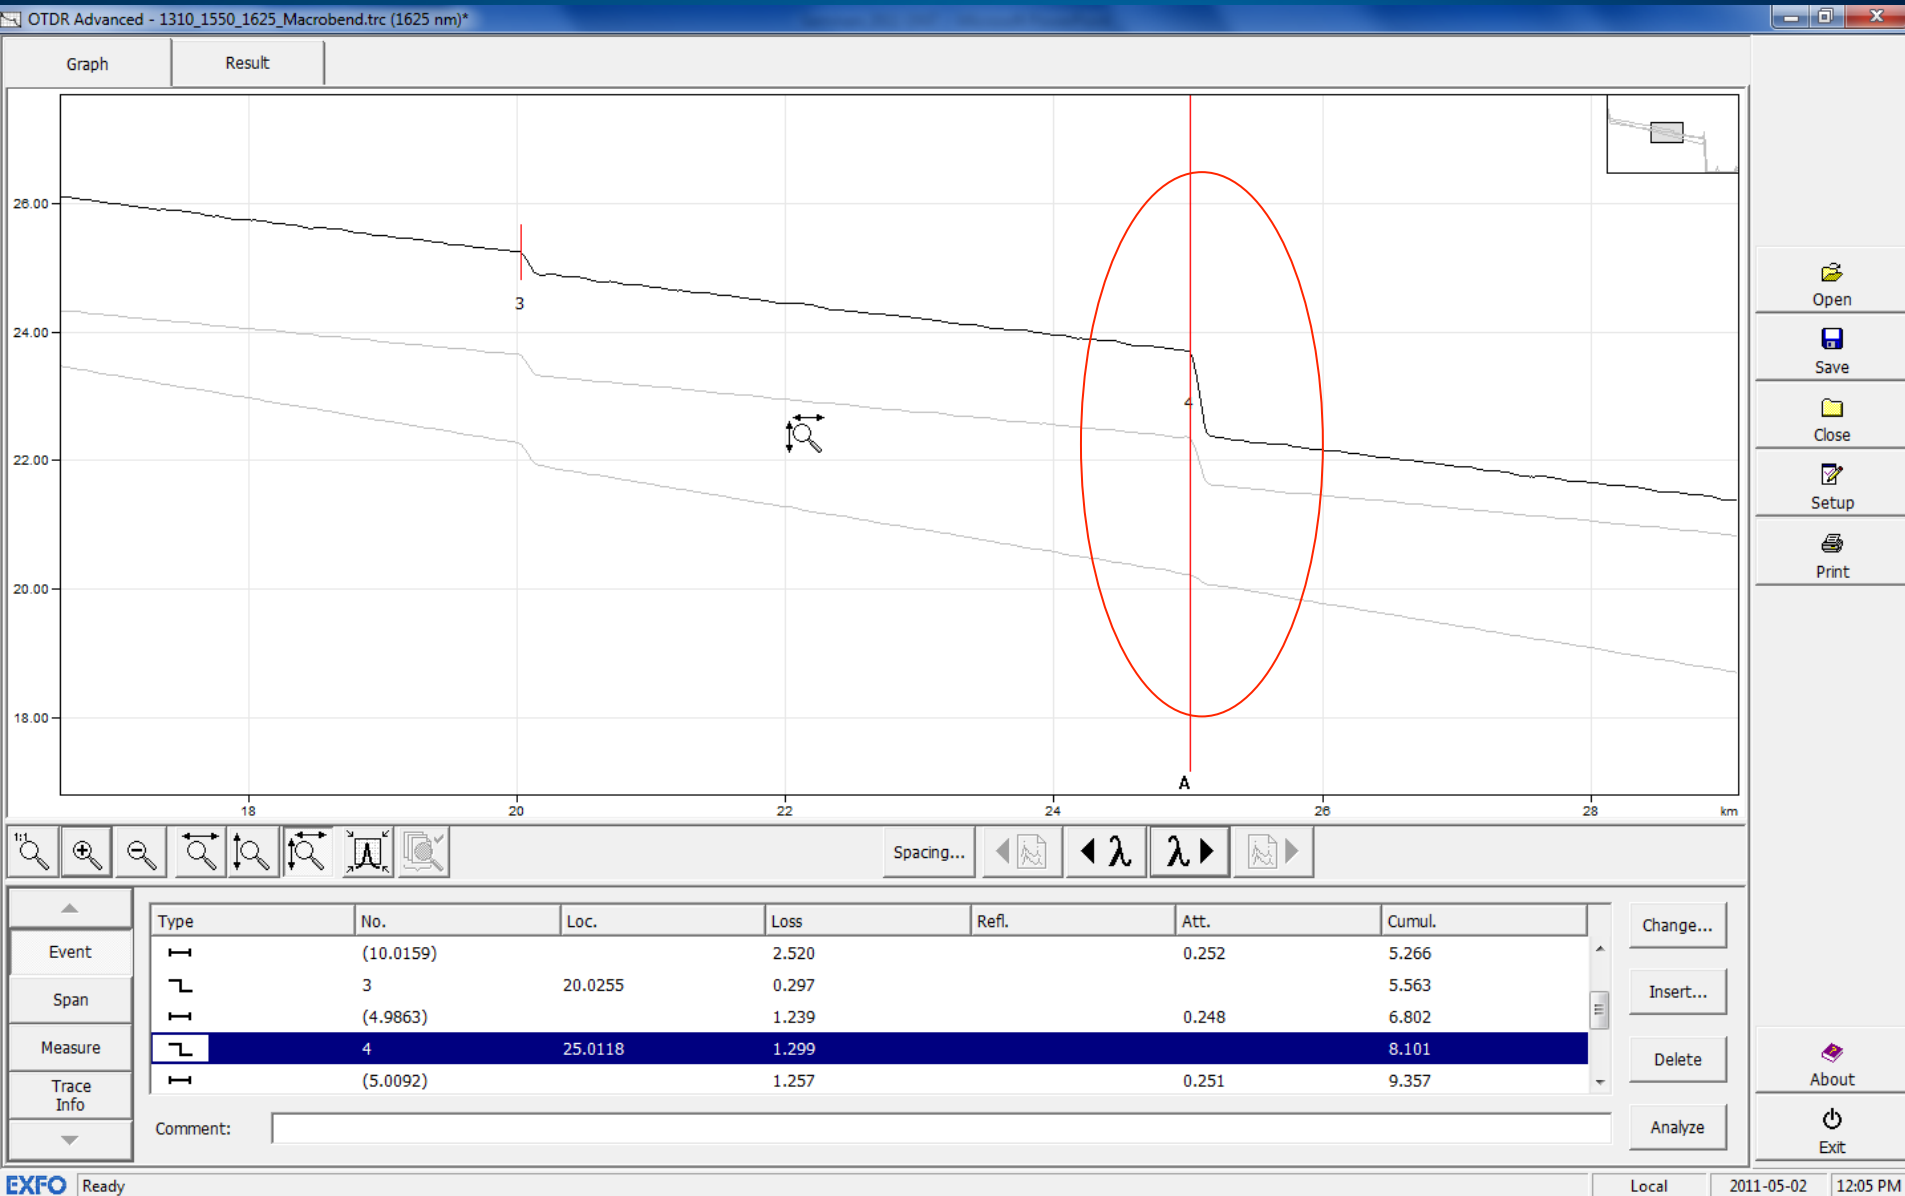 OTDR Advanced - 1310_1550_1625_Macrobend.trc (1625 nm)*
Graph Result
26.00
24.00
22.00
20.00
18.00
3
4
A
18 20 22 24 26 28 km
Open
Save
Close
Setup
Print
About
Exit
1:1
Spacing...
λ λ
Event
Span
Measure
Trace
Info
Type No. Loc. Loss Refl. Att. Cumul.
(10.0159) 2.520 0.252 5.266
3 20.0255 0.297 5.563
(4.9863) 1.239 0.248 6.802
4 25.0118 1.299 8.101
(5.0092) 1.257 0.251 9.357
Comment:
Change...
Insert...
Delete
Analyze
EXFO Ready Local 2011-05-02 12:05 PM